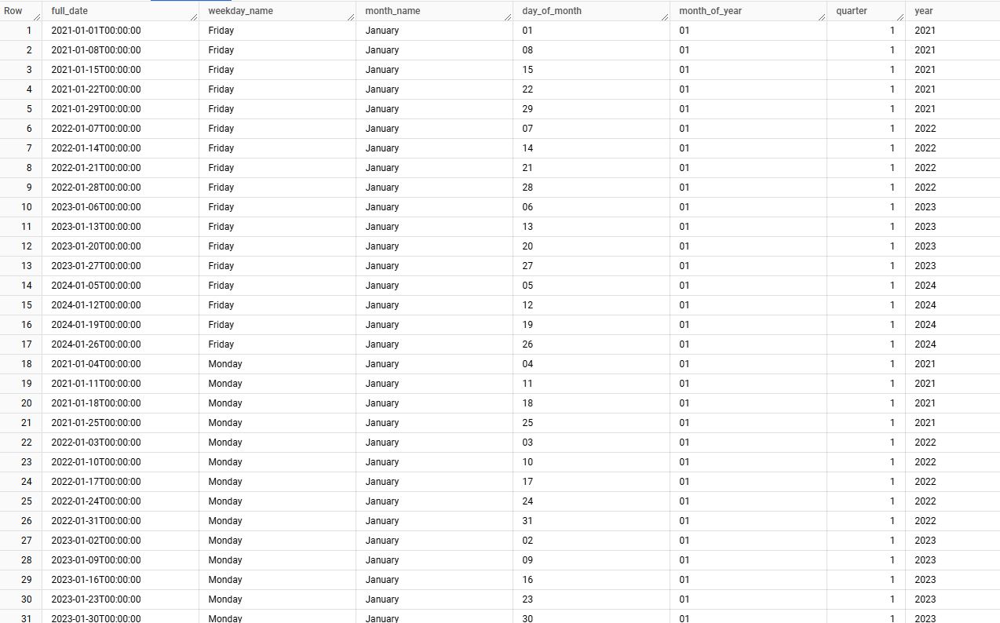 Row full_date weekday_name month_name day_of_month month_of_year quarter year
1 2021-01-01T00:00:00 Friday January 01 01 1 2021
2 2021-01-08T00:00:00 Friday January 08 01 1 2021
3 2021-01-15T00:00:00 Friday January 15 01 1 2021
4 2021-01-22T00:00:00 Friday January 22 01 1 2021
5 2021-01-29T00:00:00 Friday January 29 01 1 2021
6 2022-01-07T00:00:00 Friday January 07 01 1 2022
7 2022-01-14T00:00:00 Friday January 14 01 1 2022
8 2022-01-21T00:00:00 Friday January 21 01 1 2022
9 2022-01-28T00:00:00 Friday January 28 01 1 2022
10 2023-01-06T00:00:00 Friday January 06 01 1 2023
11 2023-01-13T00:00:00 Friday January 13 01 1 2023
12 2023-01-20T00:00:00 Friday January 20 01 1 2023
13 2023-01-27T00:00:00 Friday January 27 01 1 2023
14 2024-01-05T00:00:00 Friday January 05 01 1 2024
15 2024-01-12T00:00:00 Friday January 12 01 1 2024
16 2024-01-19T00:00:00 Friday January 19 01 1 2024
17 2024-01-26T00:00:00 Friday January 26 01 1 2024
18 2021-01-04T00:00:00 Monday January 04 01 1 2021
19 2021-01-11T00:00:00 Monday January 11 01 1 2021
20 2021-01-18T00:00:00 Monday January 18 01 1 2021
21 2021-01-25T00:00:00 Monday January 25 01 1 2021
22 2022-01-03T00:00:00 Monday January 03 01 1 2022
23 2022-01-10T00:00:00 Monday January 10 01 1 2022
24 2022-01-17T00:00:00 Monday January 17 01 1 2022
25 2022-01-24T00:00:00 Monday January 24 01 1 2022
26 2022-01-31T00:00:00 Monday January 31 01 1 2022
27 2023-01-02T00:00:00 Monday January 02 01 1 2023
28 2023-01-09T00:00:00 Monday January 09 01 1 2023
29 2023-01-16T00:00:00 Monday January 16 01 1 2023
30 2023-01-23T00:00:00 Monday January 23 01 1 2023
31 2023-01-30T00:00:00 Monday January 30 01 1 2023